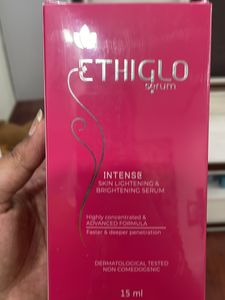 ETHIGLO
serum
INTENSE
SKIN LIGHTENING &
BRIGHTENING SERUM
Highly concentrated &
ADVANCED FORMULA
Faster & deeper penetration
DERMATOLOGICAL TESTED
NON-COMEDOGENIC
15 ml